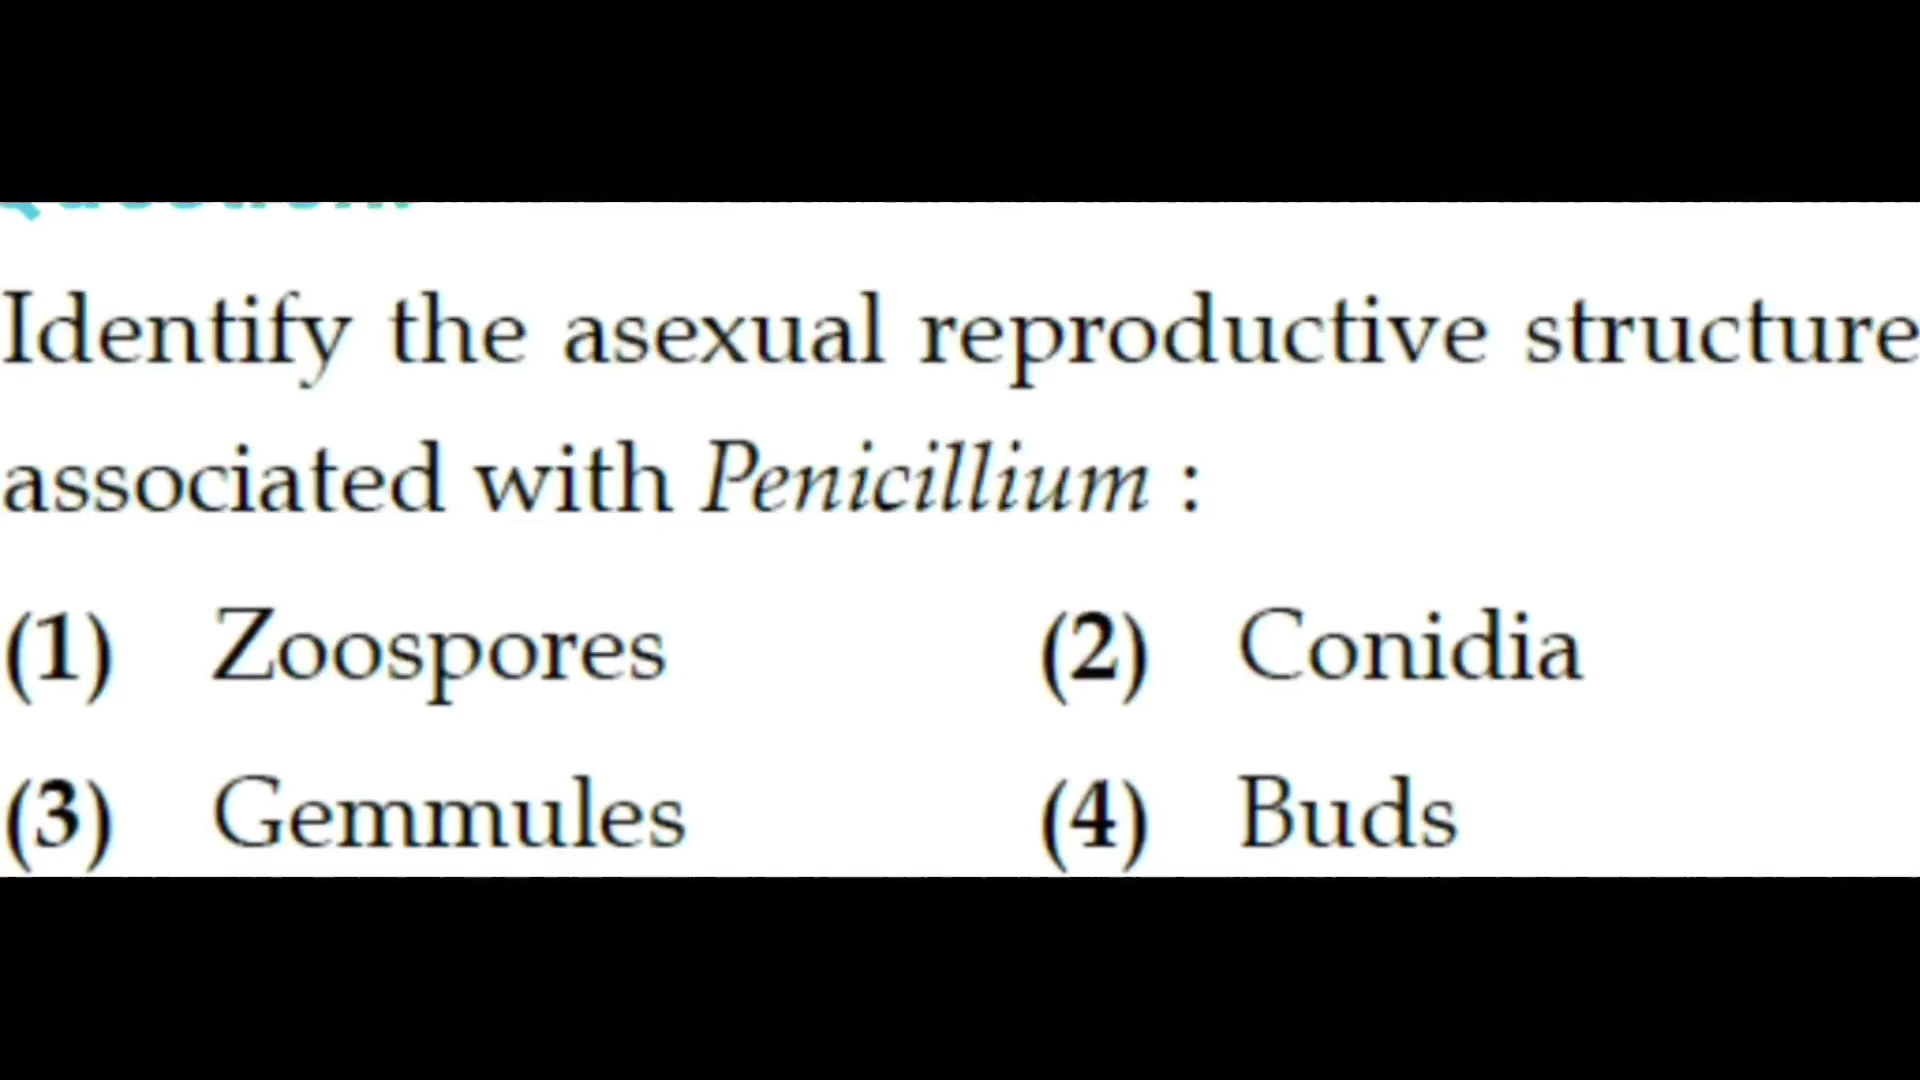 Identify the asexual reproductive structure
associated with Penicillium :
(1) Zoospores (2) Conidia
(3) Gemmules (4) Buds